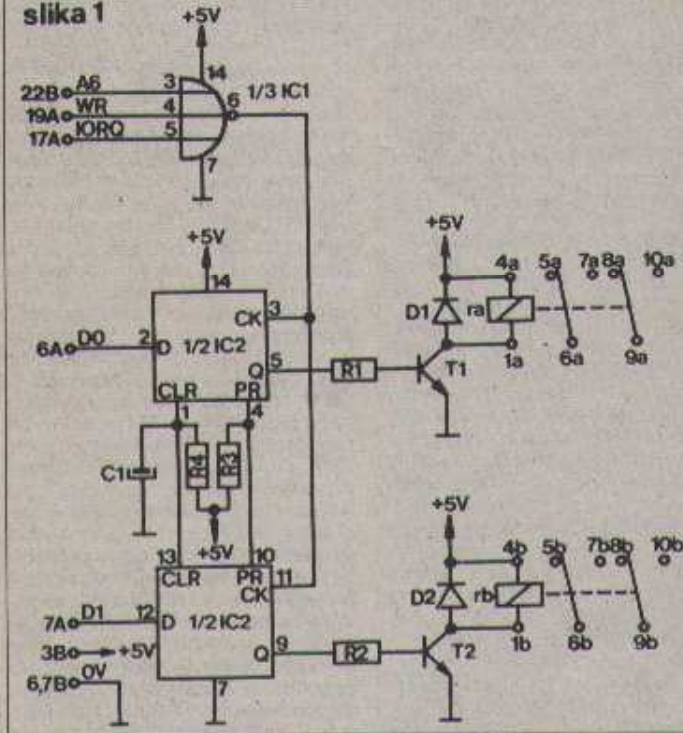 slika 1
+5V
14
22B A6 3
19A WR 4 6 1/3 IC1
17A IORQ 5
7
+5V
14
CK 3
6A D0 2 D 1/2 IC2
Q 5 R1 T1
CLR PR
1 4
+5V
4a 5a 7a 8a 10a
D1 ra
1a 6a 9a
C1 R4 R3
+5V
13 10
CLR PR 11
CK
7A D1 12 D 1/2 IC2
3B +5V Q 9 R2 T2
6,7B 0V
7
+5V
4b 5b 7b 8b 10b
D2 rb
1b 6b 9b